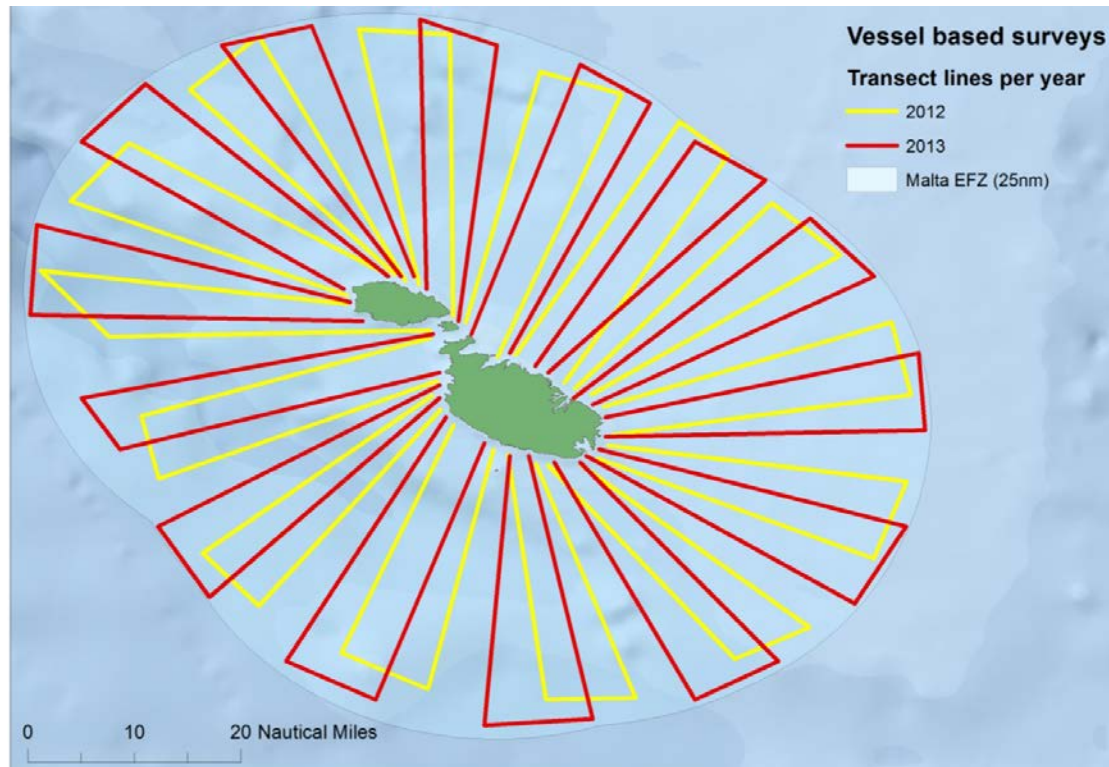 Vessel based surveys
Transect lines per year
2012
2013
Malta EFZ (25nm)
0 10 20 Nautical Miles